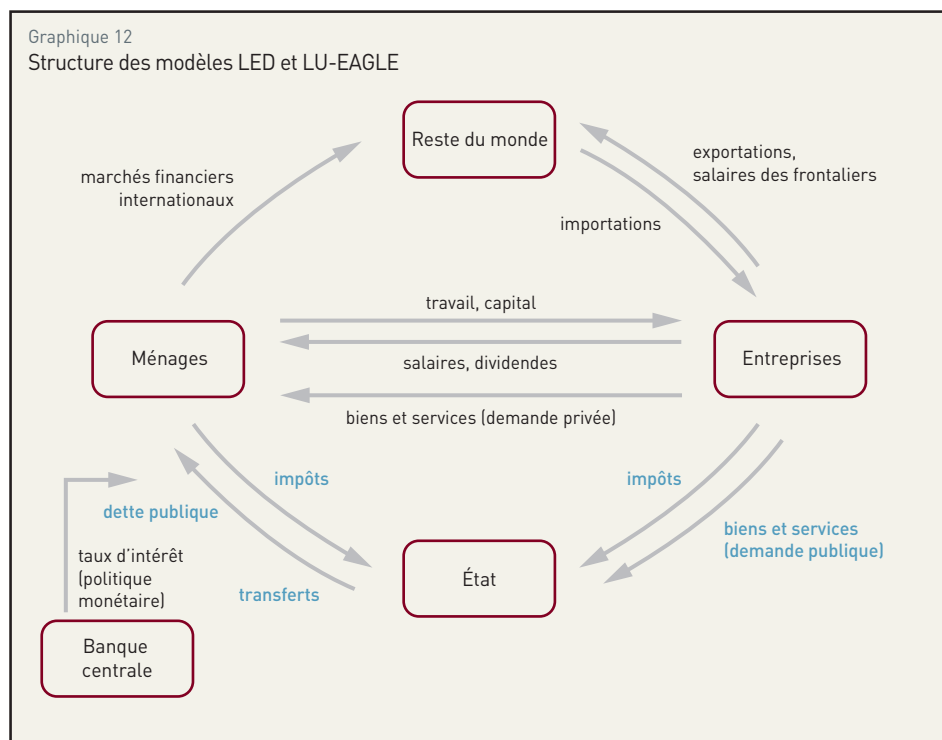 Graphique 12
Structure des modèles LED et LU-EAGLE
Reste du monde
marchés financiers
internationaux
exportations,
salaires des frontaliers
importations
travail, capital
Ménages
Entreprises
salaires, dividendes
biens et services (demande privée)
impôts
impôts
dette publique
biens et services
(demande publique)
taux d’intérêt
(politique
monétaire)
transferts
État
Banque
centrale